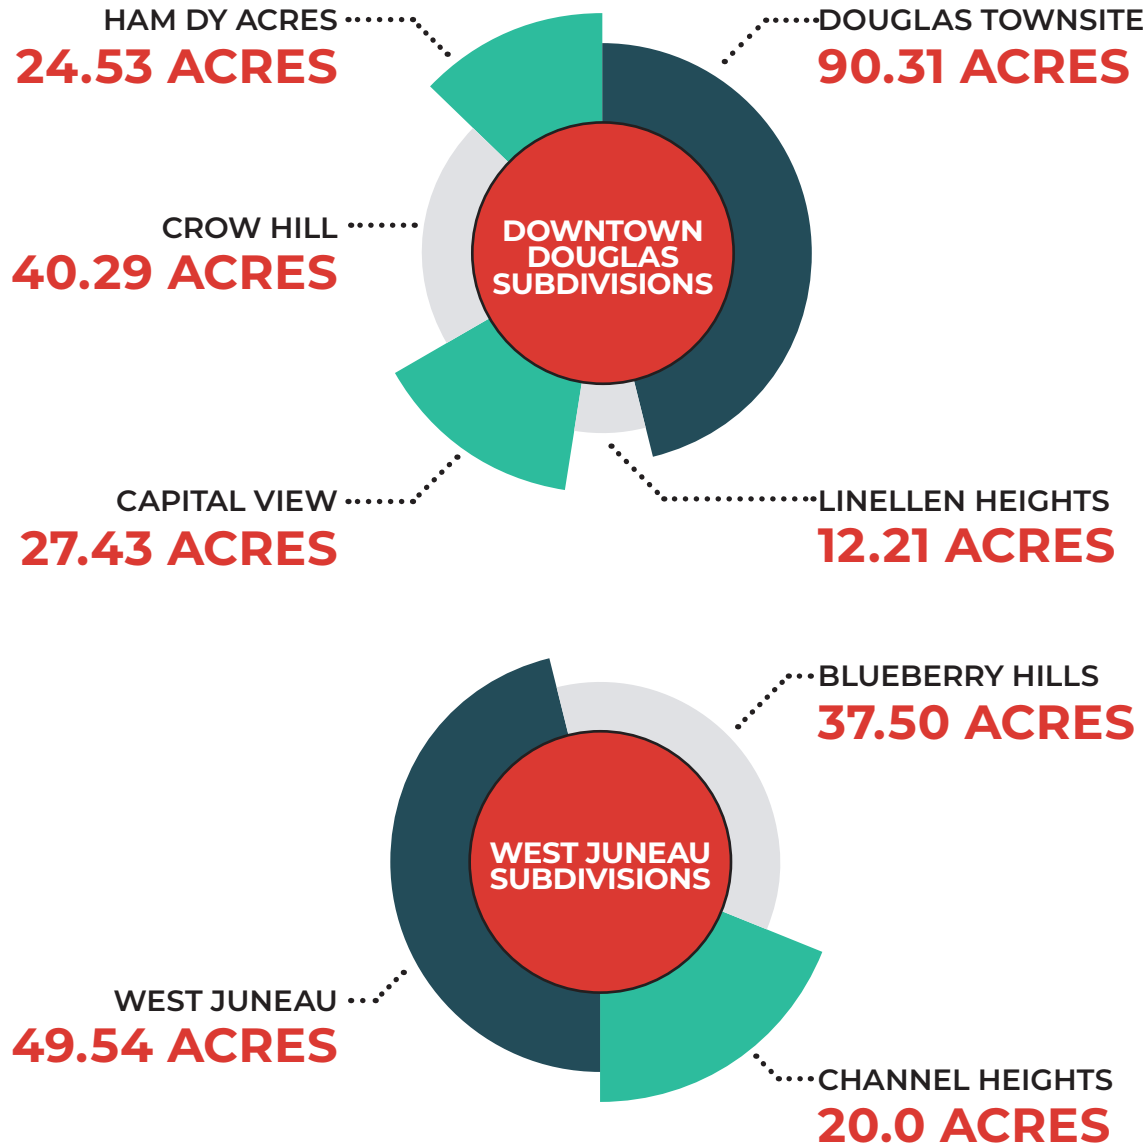 HAM DY ACRES
24.53 ACRES
DOUGLAS TOWNSITE
90.31 ACRES
CROW HILL
40.29 ACRES
DOWNTOWN
DOUGLAS
SUBDIVISIONS
CAPITAL VIEW
27.43 ACRES
LINELLEN HEIGHTS
12.21 ACRES
BLUEBERRY HILLS
37.50 ACRES
WEST JUNEAU
SUBDIVISIONS
WEST JUNEAU
49.54 ACRES
CHANNEL HEIGHTS
20.0 ACRES